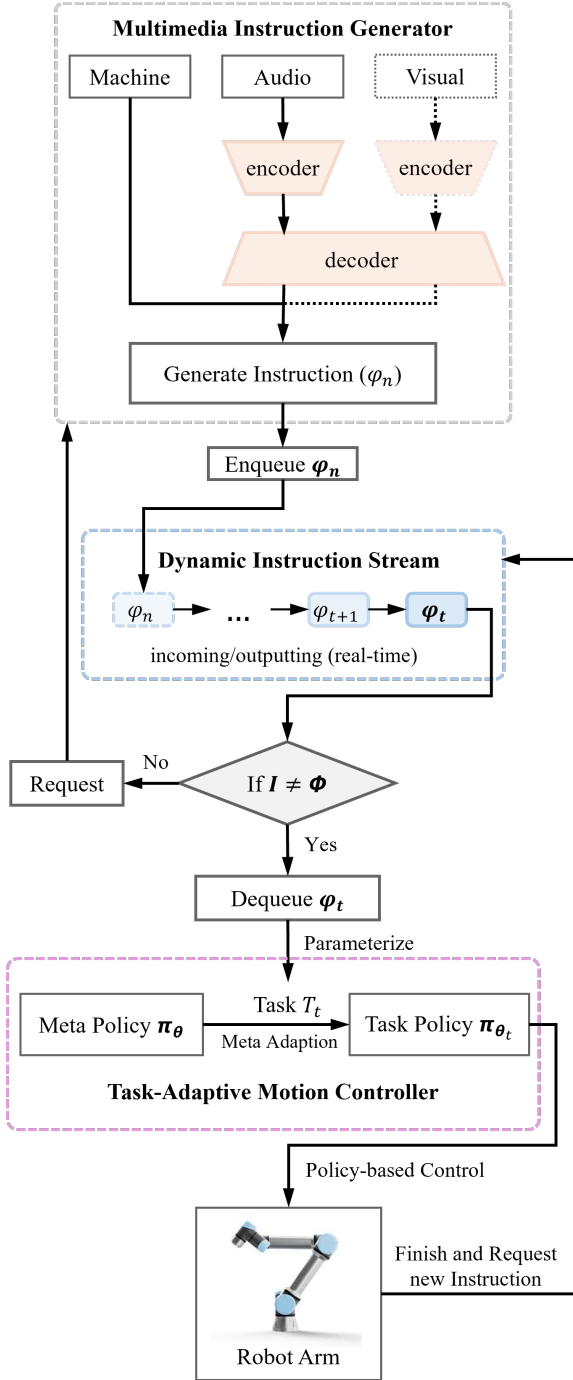 Multimedia Instruction Generator
Machine
Audio
Visual
encoder
encoder
decoder
Generate Instruction (φn)
Enqueue φn
Dynamic Instruction Stream
φn
...
φt+1
φt
incoming/outputting (real-time)
No
Request
If I ≠ Φ
Yes
Dequeue φt
Parameterize
Task Tt
Meta Policy πθ
Meta Adaption
Task Policy πθt
Task-Adaptive Motion Controller
Policy-based Control
Finish and Request
new Instruction
Robot Arm